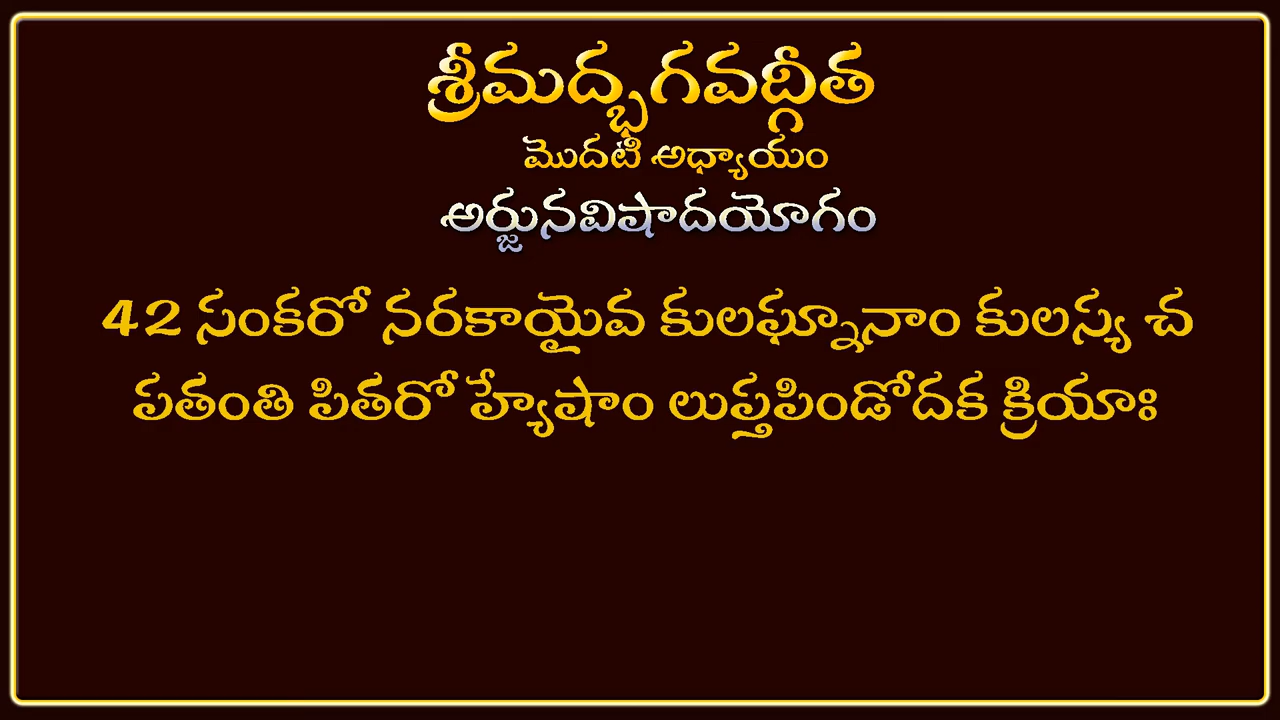 శ్రీమద్భగవద్గీత
మొదటి అధ్యాయం
అర్జునవిషాదయోగం
42 సంకరో నరకాయైవ కులఘ్నానాం కులస్య చ
పతంతి పితరో హ్యేషాం లుప్తపిండోదక క్రియాః